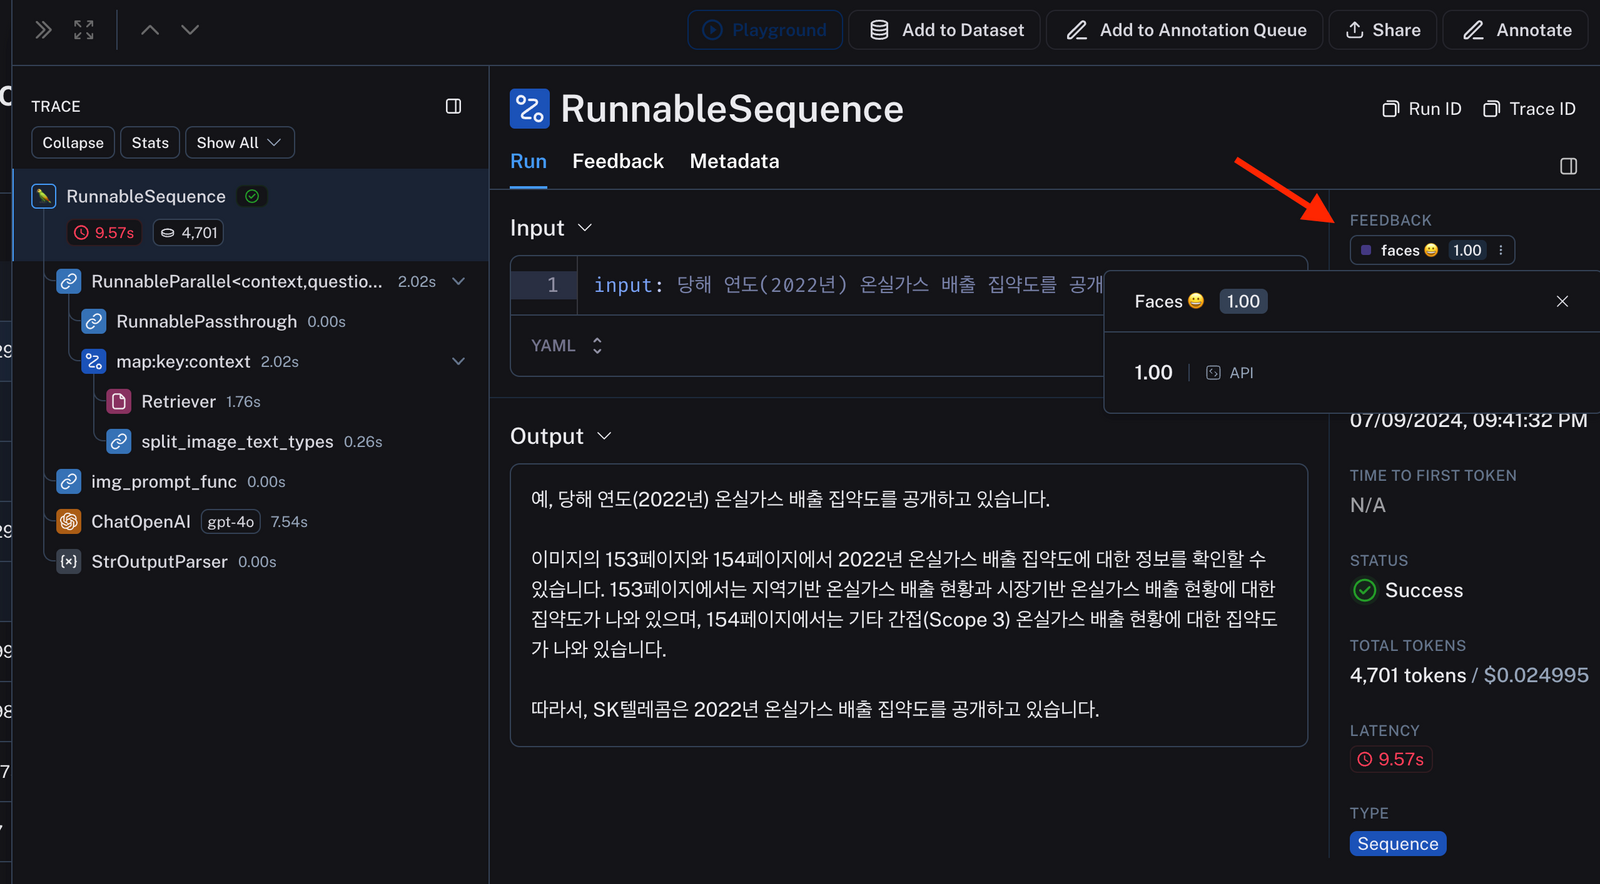 Playground
Add to Dataset
Add to Annotation Queue
Share
Annotate
TRACE
Collapse
Stats
Show All
RunnableSequence
9.57s
4,701
RunnableParallel<context,questio... 2.02s
RunnablePassthrough 0.00s
map:key:context 2.02s
Retriever 1.76s
split_image_text_types 0.26s
img_prompt_func 0.00s
ChatOpenAI gpt-4o 7.54s
StrOutputParser 0.00s
RunnableSequence
Run ID
Trace ID
Run
Feedback
Metadata
Input
1 input: 당해 연도(2022년) 온실가스 배출 집약도를 공개
YAML
Output
예, 당해 연도(2022년) 온실가스 배출 집약도를 공개하고 있습니다.
이미지의 153페이지와 154페이지에서 2022년 온실가스 배출 집약도에 대한 정보를 확인할 수
있습니다. 153페이지에서는 지역기반 온실가스 배출 현황과 시장기반 온실가스 배출 현황에 대한
집약도가 나와 있으며, 154페이지에서는 기타 간접(Scope 3) 온실가스 배출 현황에 대한 집약도
가 나와 있습니다.
따라서, SK텔레콤은 2022년 온실가스 배출 집약도를 공개하고 있습니다.
FEEDBACK
faces 😀 1.00
Faces 😀 1.00
1.00
API
07/09/2024, 09:41:32 PM
TIME TO FIRST TOKEN
N/A
STATUS
Success
TOTAL TOKENS
4,701 tokens / $0.024995
LATENCY
9.57s
TYPE
Sequence